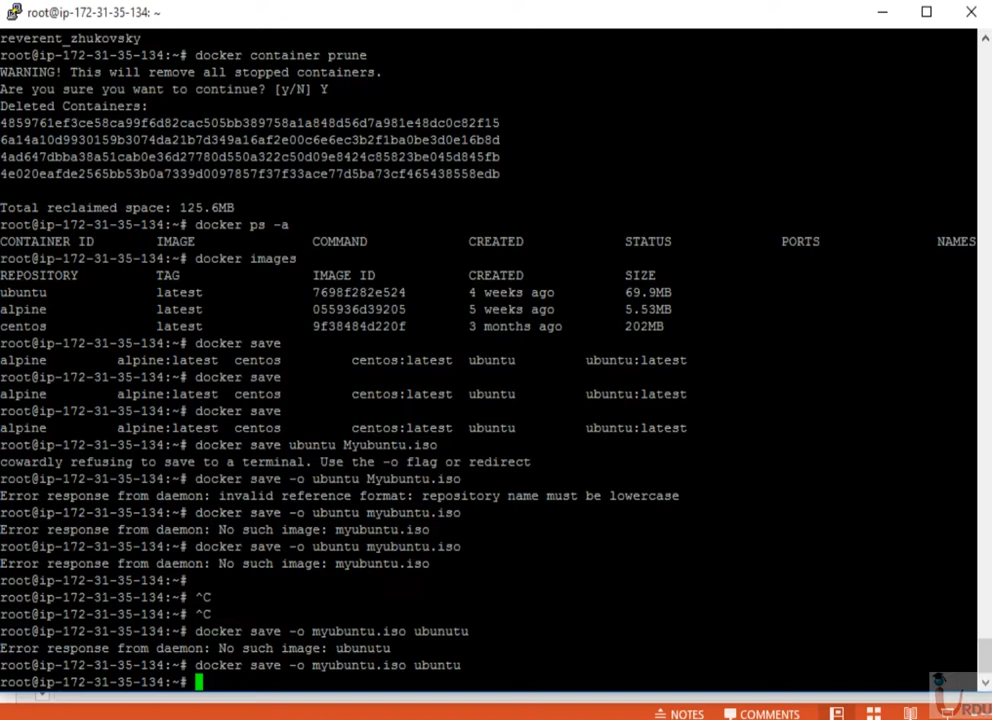 root@ip-172-31-35-134: ~
reverent_zhukovsky
root@ip-172-31-35-134:~# docker container prune
WARNING! This will remove all stopped containers.
Are you sure you want to continue? [y/N] Y
Deleted Containers:
4859761ef3ce58ca99f6d82cac505bb389758a1a848d56d7a981e48dc0c82f15
6a14a10d9930159b3074da21b7d349a16af2e00c6e6ec3b2f1ba0be3d0e16b8d
4ad647dbba38a51cab0e36d27780d550a322c50d09e8424c85823be045d845fb
4e020eafde2565bb53b0a7339d0097857f37f33ace77d5ba73cf465438558edb
Total reclaimed space: 125.6MB
root@ip-172-31-35-134:~# docker ps -a
CONTAINER ID IMAGE COMMAND CREATED STATUS PORTS NAMES
root@ip-172-31-35-134:~# docker images
REPOSITORY TAG IMAGE ID CREATED SIZE
ubuntu latest 7698f282e524 4 weeks ago 69.9MB
alpine latest 055936d39205 5 weeks ago 5.53MB
centos latest 9f38484d220f 3 months ago 202MB
root@ip-172-31-35-134:~# docker save
alpine alpine:latest centos centos:latest ubuntu ubuntu:latest
root@ip-172-31-35-134:~# docker save
alpine alpine:latest centos centos:latest ubuntu ubuntu:latest
root@ip-172-31-35-134:~# docker save
alpine alpine:latest centos centos:latest ubuntu ubuntu:latest
root@ip-172-31-35-134:~# docker save ubuntu Myubuntu.iso
cowardly refusing to save to a terminal. Use the -o flag or redirect
root@ip-172-31-35-134:~# docker save -o ubuntu Myubuntu.iso
Error response from daemon: invalid reference format: repository name must be lowercase
root@ip-172-31-35-134:~# docker save -o ubuntu myubuntu.iso
Error response from daemon: No such image: myubuntu.iso
root@ip-172-31-35-134:~# docker save -o ubuntu myubuntu.iso
Error response from daemon: No such image: myubuntu.iso
root@ip-172-31-35-134:~#
root@ip-172-31-35-134:~# ^C
root@ip-172-31-35-134:~# ^C
root@ip-172-31-35-134:~# docker save -o myubuntu.iso ubunutu
Error response from daemon: No such image: ubunutu
root@ip-172-31-35-134:~# docker save -o myubuntu.iso ubuntu
root@ip-172-31-35-134:~#
NOTES COMMENTS